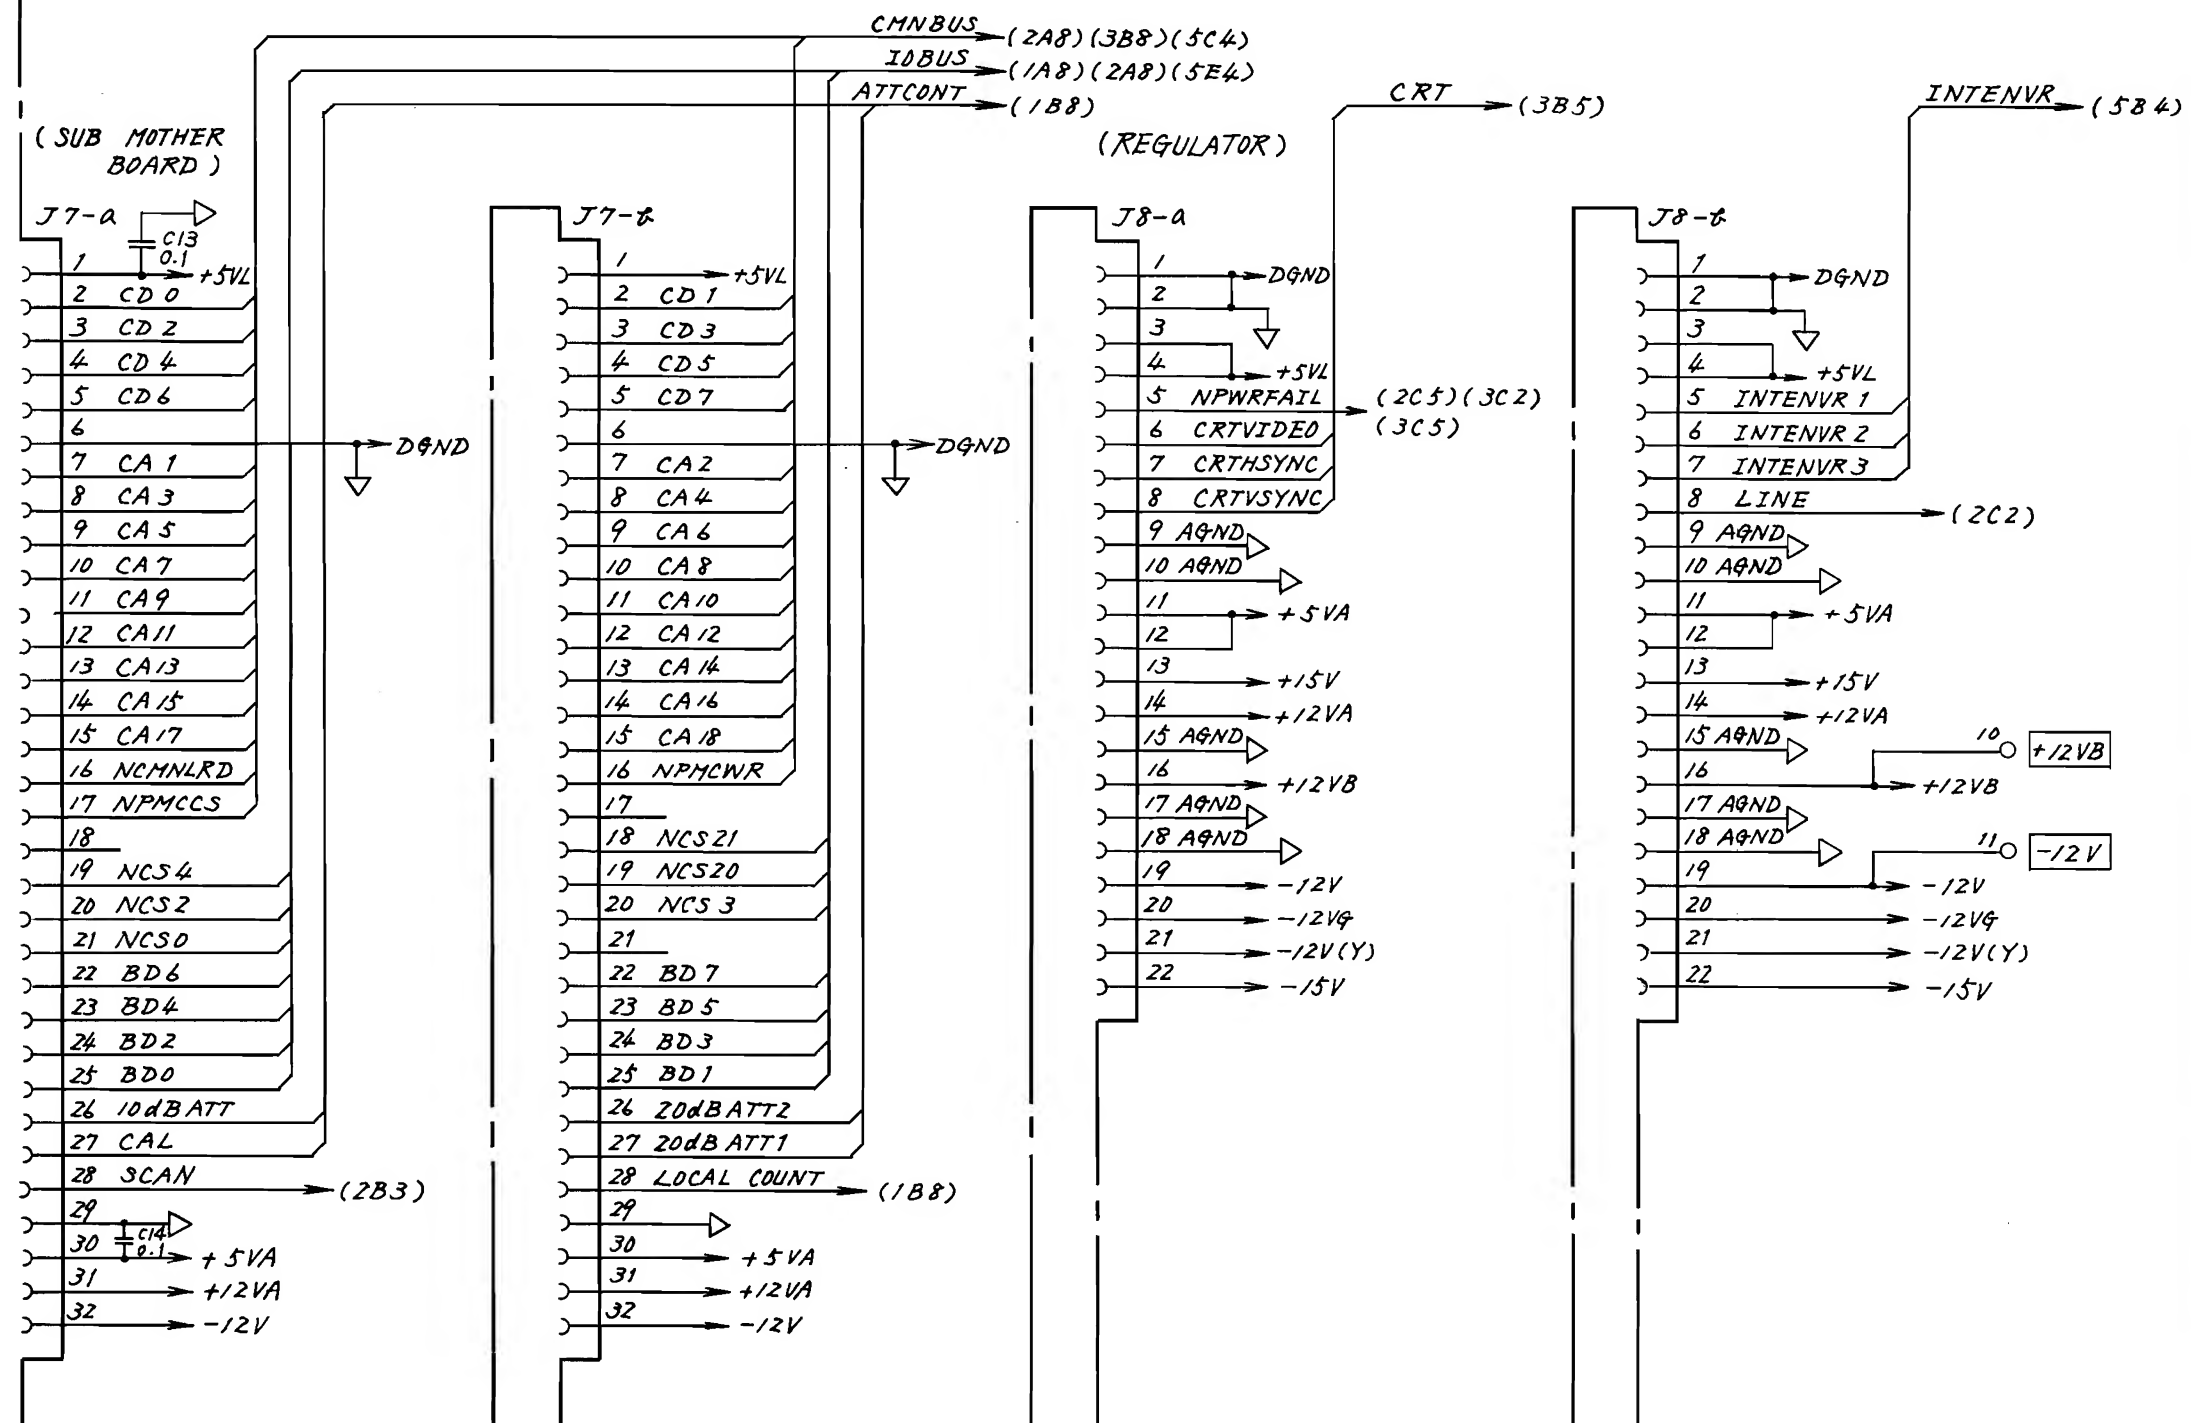 CMNBUS (2A8)(3B8)(5C4)
IOBUS (1A8)(2A8)(5E4)
ATTCONT (1B8)
CRT (3B5)
INTENVR (5B4)
(SUB MOTHER
BOARD)
(REGULATOR)
J7-a
C13
0.1
1 +5VL
2 CD0
3 CD2
4 CD4
5 CD6
6 DGND
7 CA1
8 CA3
9 CA5
10 CA7
11 CA9
12 CA11
13 CA13
14 CA15
15 CA17
16 NCMNLRD
17 NPMCCS
18
19 NCS4
20 NCS2
21 NCS0
22 BD6
23 BD4
24 BD2
25 BD0
26 10dBATT
27 CAL
28 SCAN (2B3)
29
C14
0.1
30 +5VA
31 +12VA
32 -12V
J7-b
1 +5VL
2 CD1
3 CD3
4 CD5
5 CD7
6 DGND
7 CA2
8 CA4
9 CA6
10 CA8
11 CA10
12 CA12
13 CA14
14 CA16
15 CA18
16 NPMCWR
17
18 NCS21
19 NCS20
20 NCS3
21
22 BD7
23 BD5
24 BD3
25 BD1
26 20dBATT2
27 20dBATT1
28 LOCAL COUNT (1B8)
29
30 +5VA
31 +12VA
32 -12V
J8-a
1 DGND
2
3
4 +5VL
5 NPWRFAIL (2C5)(3C2)
(3C5)
6 CRTVIDEO
7 CRTHSYNC
8 CRTVSYNC
9 AGND
10 AGND
11 +5VA
12
13 +15V
14 +12VA
15 AGND
16 +12VB
17 AGND
18 AGND
19 -12V
20 -12VG
21 -12V(Y)
22 -15V
J8-b
1 DGND
2
3
4 +5VL
5 INTENVR1
6 INTENVR2
7 INTENVR3
8 LINE (2C2)
9 AGND
10 AGND
11 +5VA
12
13 +15V
14 +12VA
15 AGND
10 +12VB
16 +12VB
17 AGND
18 AGND
11 -12V
19 -12V
20 -12VG
21 -12V(Y)
22 -15V